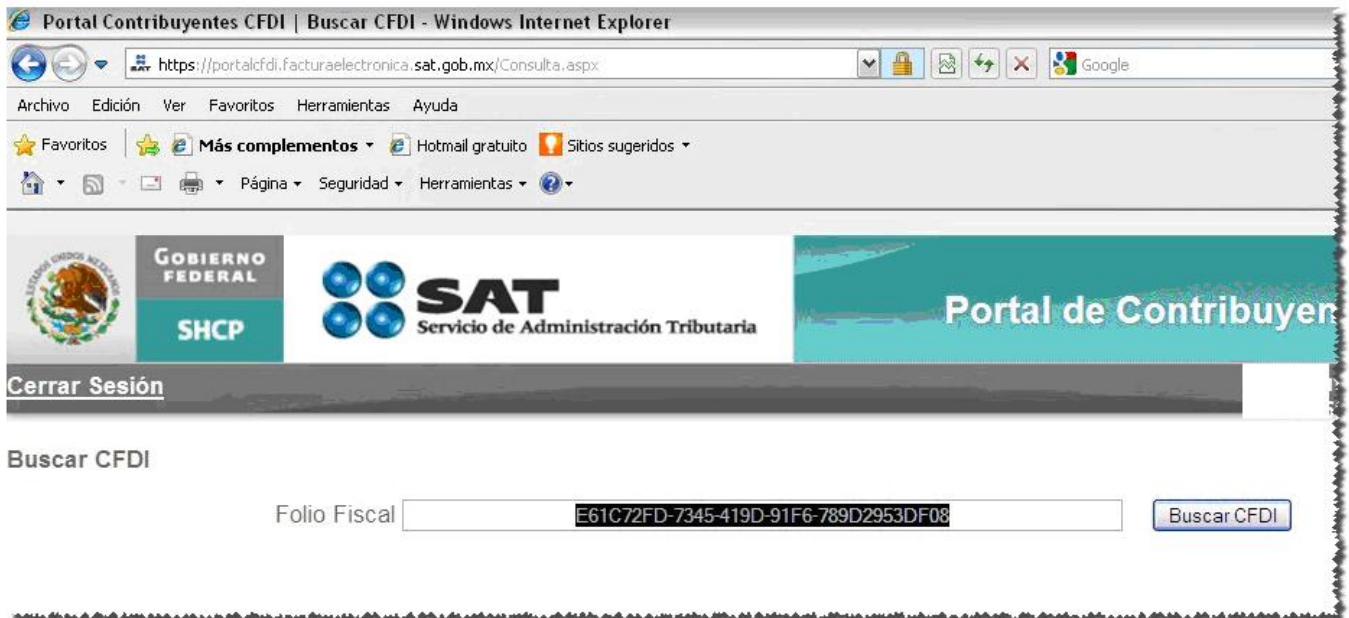 Portal Contribuyentes CFDI | Buscar CFDI - Windows Internet Explorer
https://portalcfdi.facturaelectronica.sat.gob.mx/Consulta.aspx Google
Archivo Edición Ver Favoritos Herramientas Ayuda
Favoritos Más complementos Hotmail gratuito Sitios sugeridos
Página Seguridad Herramientas
ESTADOS UNIDOS MEXICANOS
GOBIERNO
FEDERAL
SHCP
SAT
Servicio de Administración Tributaria
Portal de Contribuyen
Cerrar Sesión
Buscar CFDI
Folio Fiscal E61C72FD-7345-419D-91F6-789D2953DF08 Buscar CFDI